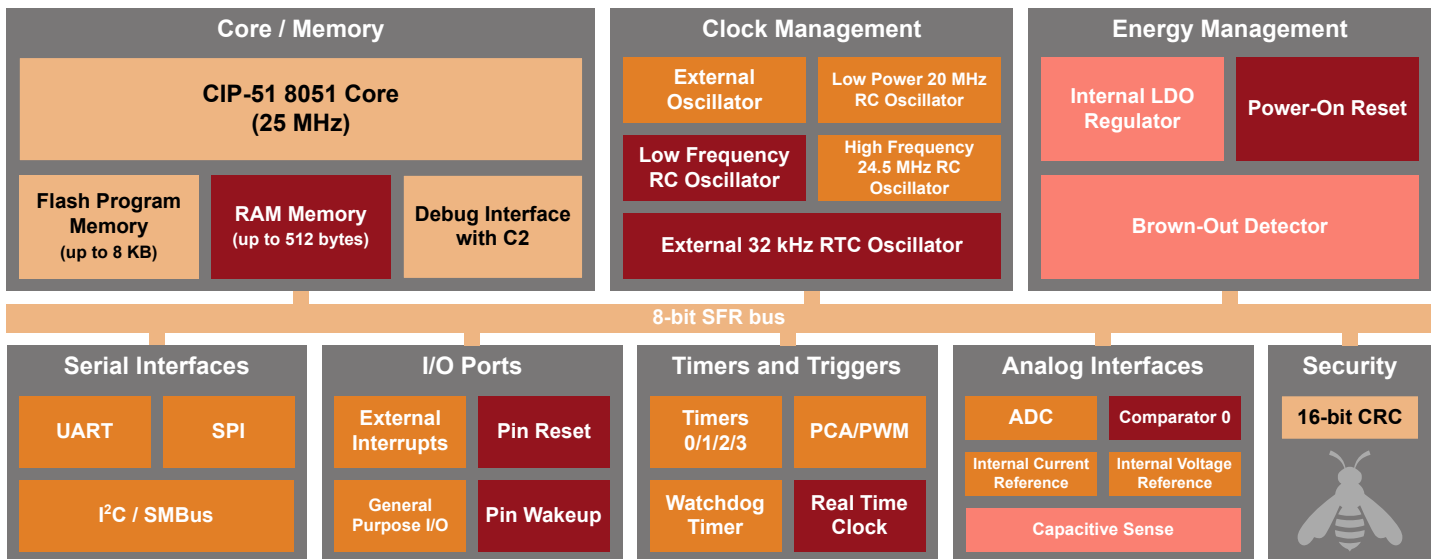 Core / Memory
CIP-51 8051 Core
(25 MHz)
Flash Program
Memory
(up to 8 KB)
RAM Memory
(up to 512 bytes)
Debug Interface
with C2
Clock Management
External
Oscillator
Low Power 20 MHz
RC Oscillator
Low Frequency
RC Oscillator
High Frequency
24.5 MHz RC
Oscillator
External 32 kHz RTC Oscillator
Energy Management
Internal LDO
Regulator
Power-On Reset
Brown-Out Detector
8-bit SFR bus
Serial Interfaces
UART
SPI
I²C / SMBus
I/O Ports
External
Interrupts
Pin Reset
General
Purpose I/O
Pin Wakeup
Timers and Triggers
Timers
0/1/2/3
PCA/PWM
Watchdog
Timer
Real Time
Clock
Analog Interfaces
ADC
Comparator 0
Internal Current
Reference
Internal Voltage
Reference
Capacitive Sense
Security
16-bit CRC